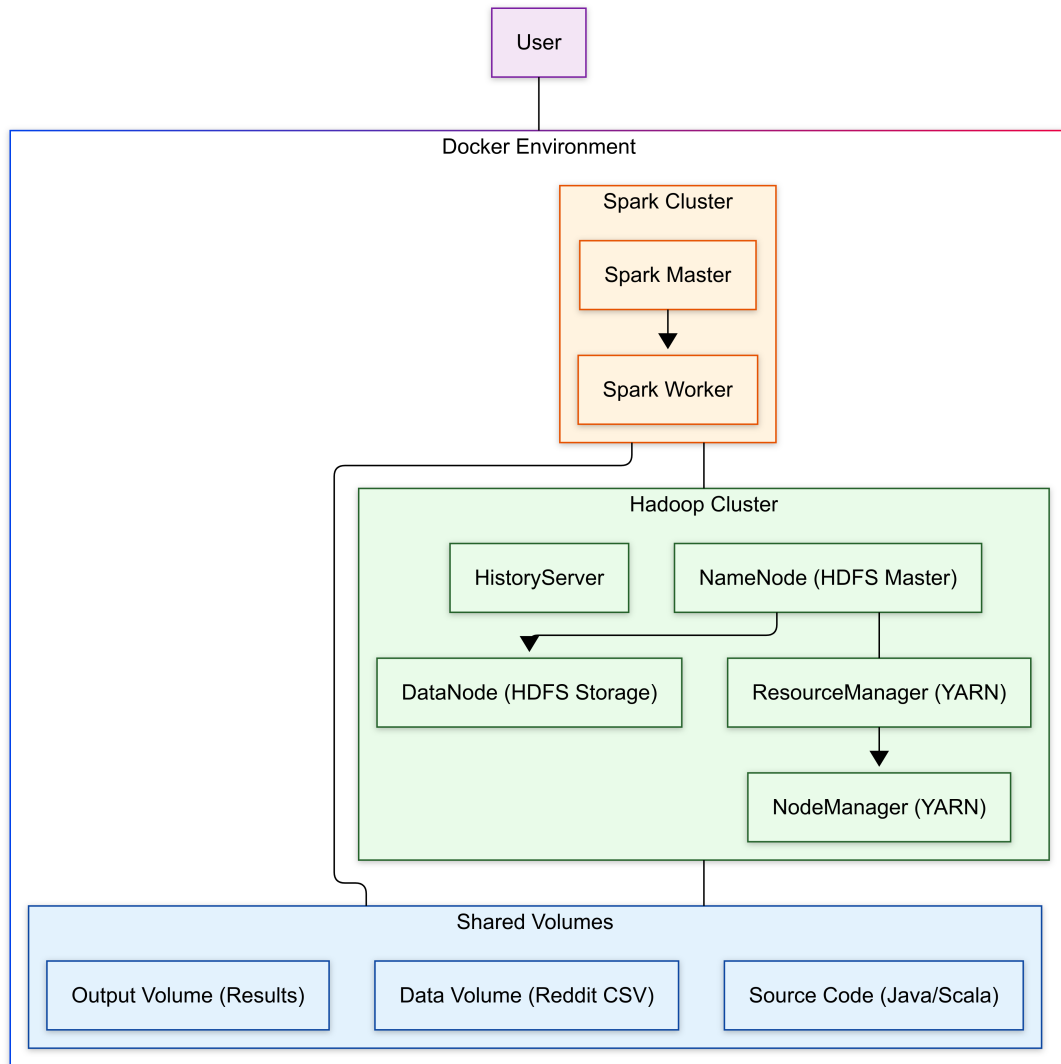 User
Docker Environment
Spark Cluster
Spark Master
Spark Worker
Hadoop Cluster
HistoryServer
NameNode (HDFS Master)
DataNode (HDFS Storage)
ResourceManager (YARN)
NodeManager (YARN)
Shared Volumes
Output Volume (Results)
Data Volume (Reddit CSV)
Source Code (Java/Scala)